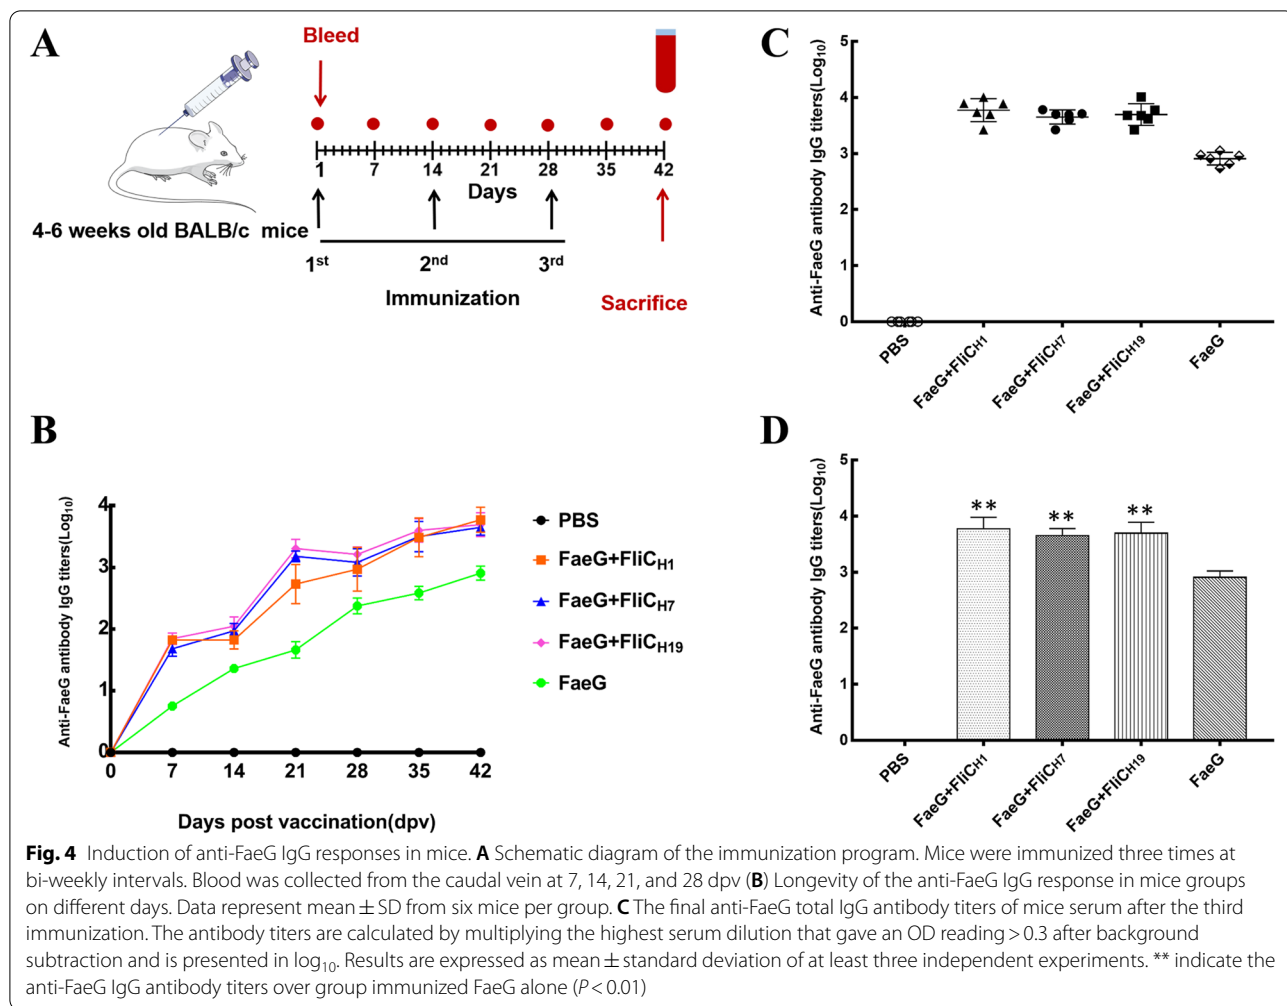 A
Bleed
1 7 14 21 28 35 42
Days
4-6 weeks old BALB/c mice
1st 2nd 3rd
Immunization
Sacrifice
C
Anti-FaeG antibody IgG titers(Log10)
5
4
3
2
1
0
PBS
FaeG+FliCH1
FaeG+FliCH7
FaeG+FliCH19
FaeG
B
Anti-FaeG antibody IgG titers(Log10)
4
3
2
1
0
0 7 14 21 28 35 42
Days post vaccination(dpv)
PBS
FaeG+FliCH1
FaeG+FliCH7
FaeG+FliCH19
FaeG
D
Anti-FaeG antibody IgG titers(Log10)
5
4
3
2
1
0
** ** **
PBS
FaeG+FliCH1
FaeG+FliCH7
FaeG+FliCH19
FaeG
Fig. 4 Induction of anti-FaeG IgG responses in mice. A Schematic diagram of the immunization program. Mice were immunized three times at
bi-weekly intervals. Blood was collected from the caudal vein at 7, 14, 21, and 28 dpv (B) Longevity of the anti-FaeG IgG response in mice groups
on different days. Data represent mean ± SD from six mice per group. C The final anti-FaeG total IgG antibody titers of mice serum after the third
immunization. The antibody titers are calculated by multiplying the highest serum dilution that gave an OD reading > 0.3 after background
subtraction and is presented in log10. Results are expressed as mean ± standard deviation of at least three independent experiments. ** indicate the
anti-FaeG IgG antibody titers over group immunized FaeG alone (P < 0.01)